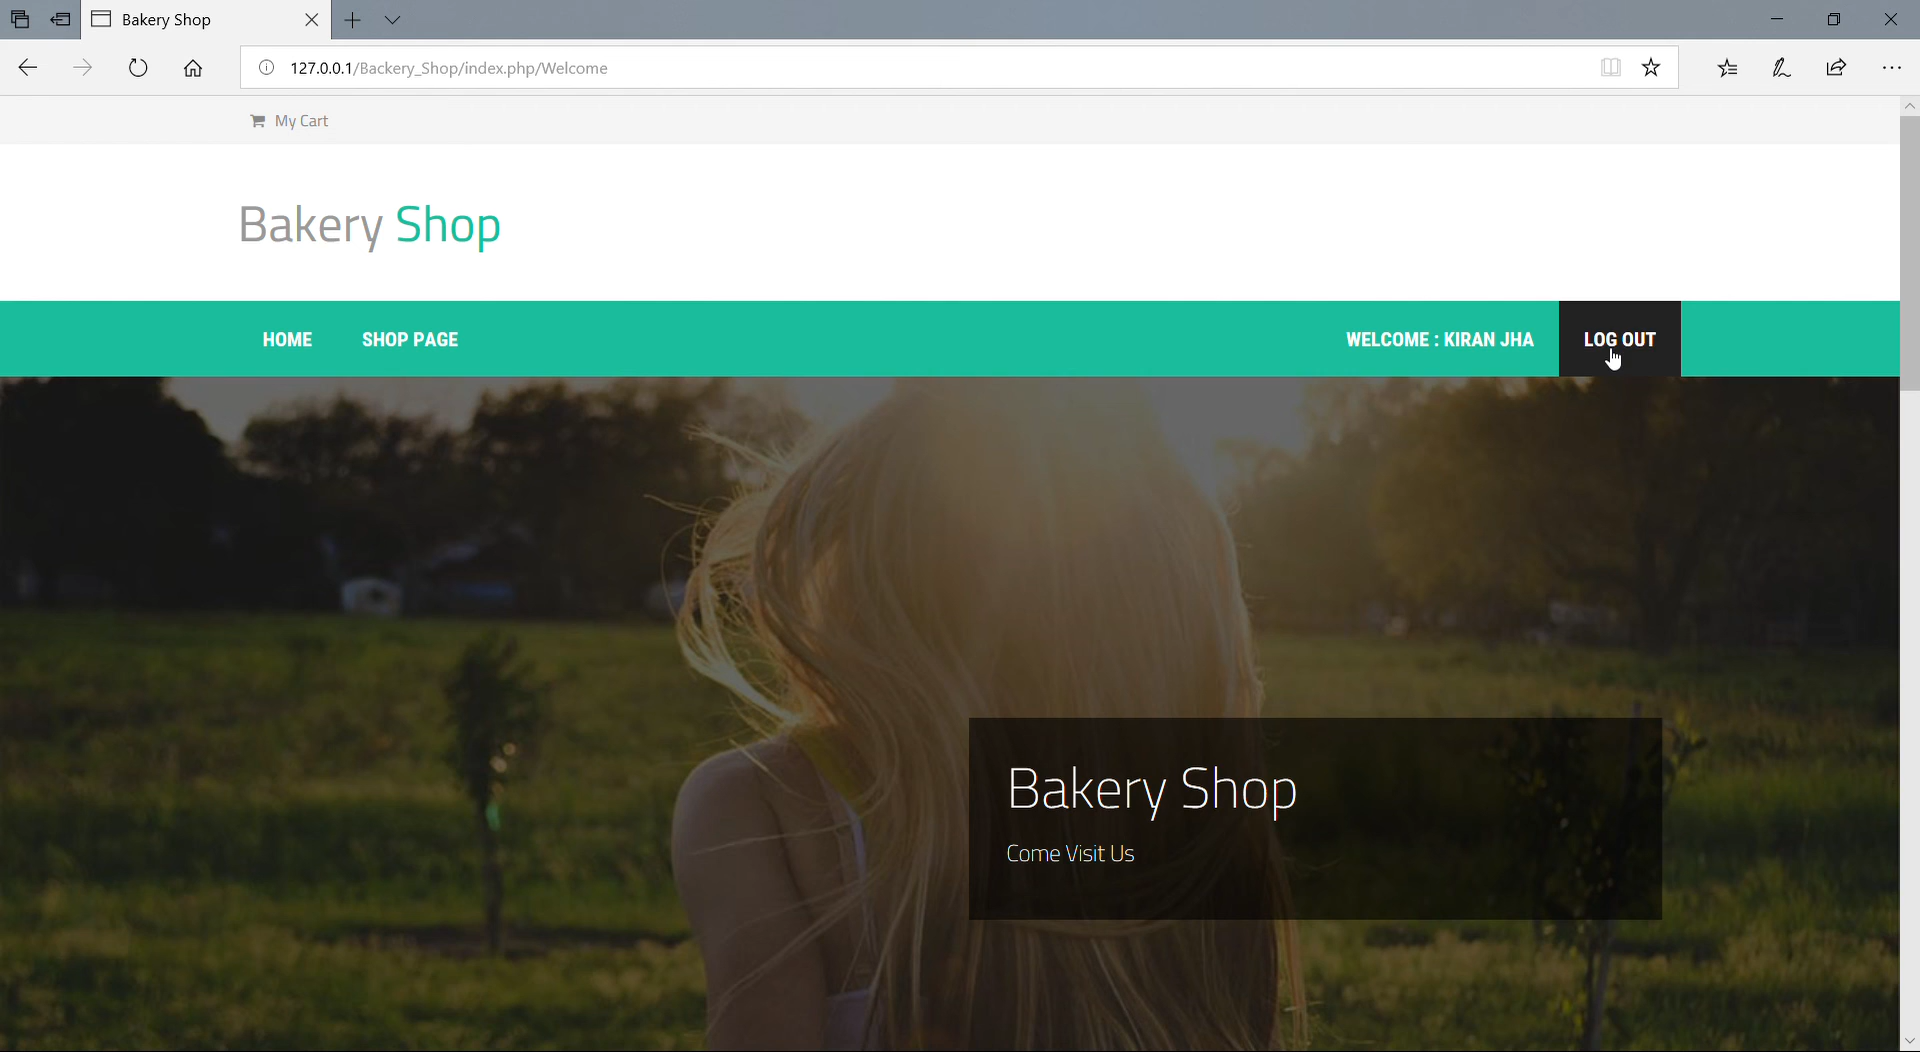 Bakery Shop
127.0.0.1/Backery_Shop/index.php/Welcome
My Cart
Bakery Shop
HOME SHOP PAGE WELCOME : KIRAN JHA LOG OUT
Bakery Shop
Come Visit Us